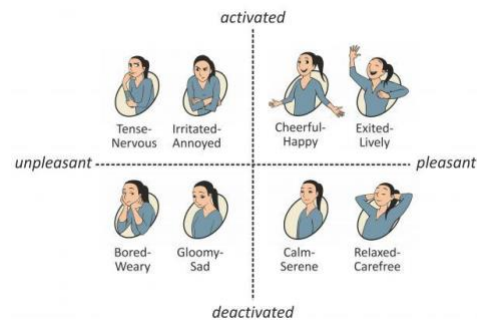 activated
Tense- Irritated- Cheerful- Exited-
Nervous Annoyed Happy Lively
unpleasant pleasant
Bored- Gloomy- Calm- Relaxed-
Weary Sad Serene Carefree
deactivated